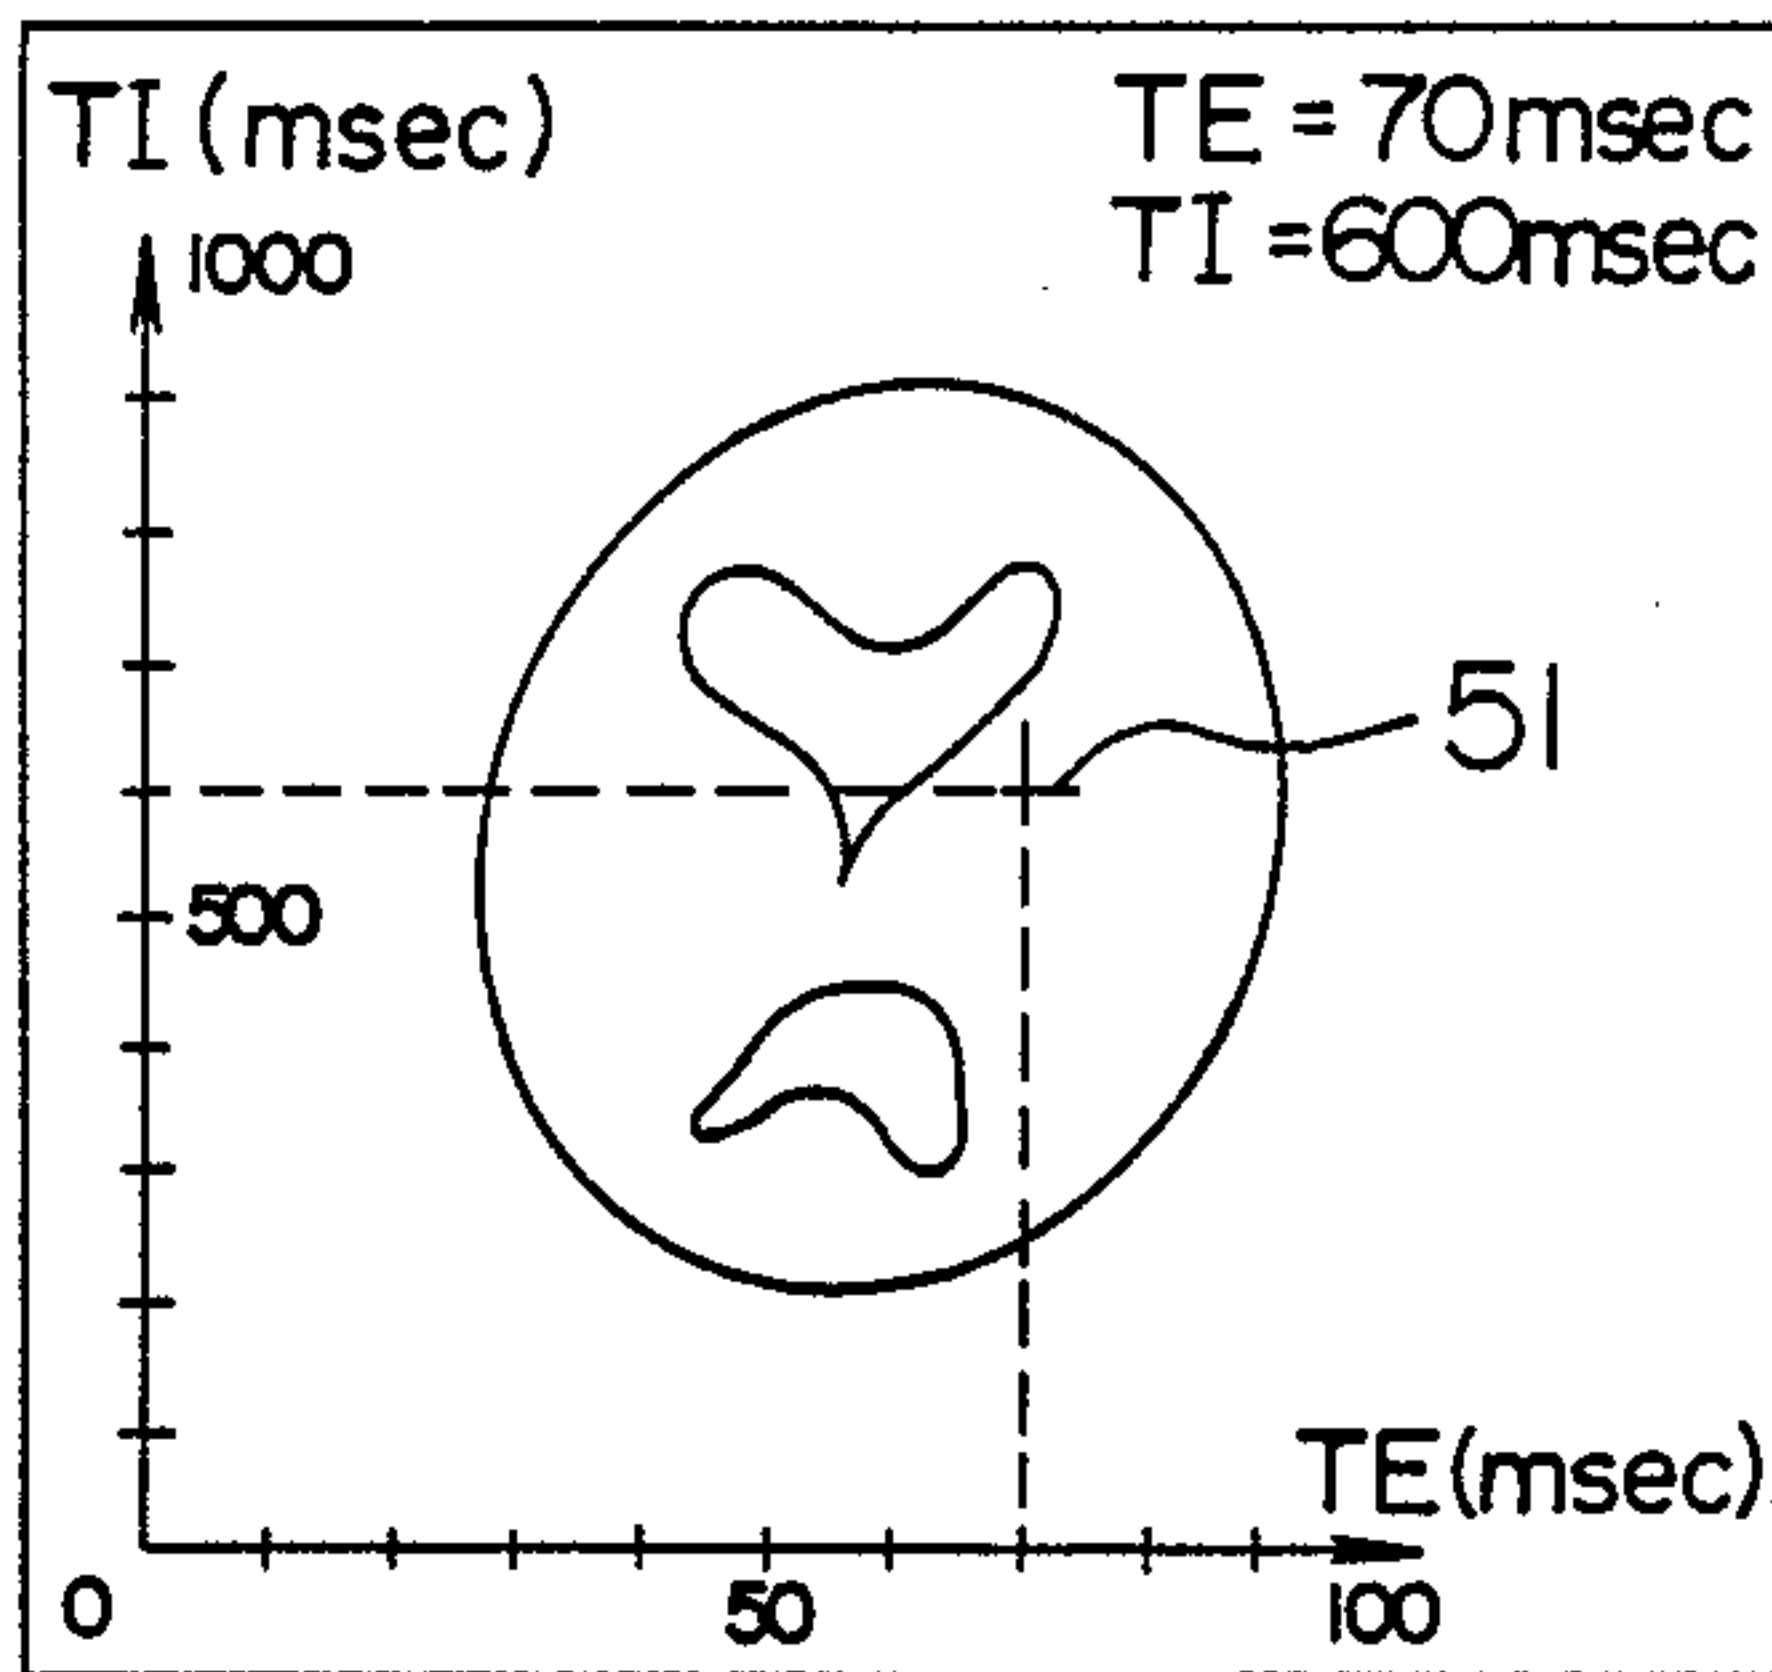 TI (msec)
TE = 70msec
TI = 600msec
1000
51
500
TE(msec)
0
50
100